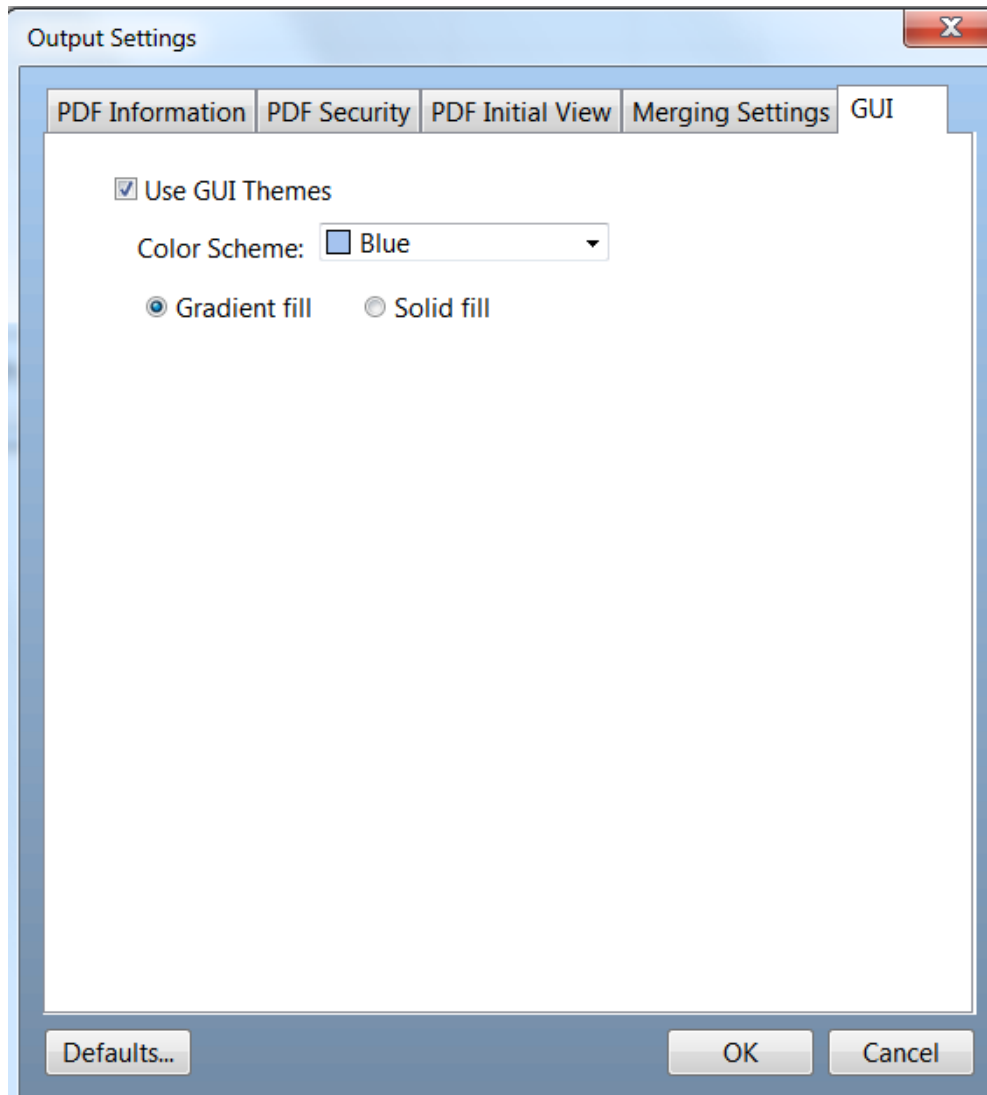 Output Settings
PDF Information PDF Security PDF Initial View Merging Settings GUI
Use GUI Themes
Color Scheme: Blue
Gradient fill Solid fill
Defaults... OK Cancel